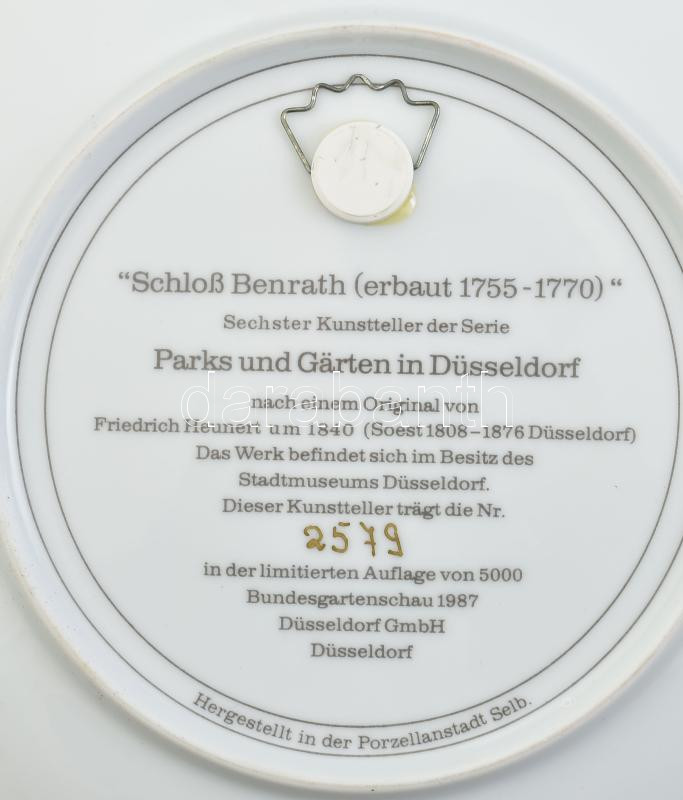 “Schloß Benrath (erbaut 1755-1770) “
Sechster Kunstteller der Serie
Parks und Gärten in Düsseldorf
nach einem Original von
Friedrich Heunert um 1840 (Soest 1808–1876 Düsseldorf)
Das Werk befindet sich im Besitz des
Stadtmuseums Düsseldorf.
Dieser Kunstteller trägt die Nr.
2579
in der limitierten Auflage von 5000
Bundesgartenschau 1987
Düsseldorf GmbH
Düsseldorf
Hergestellt in der Porzellanstadt Selb.
darabanth